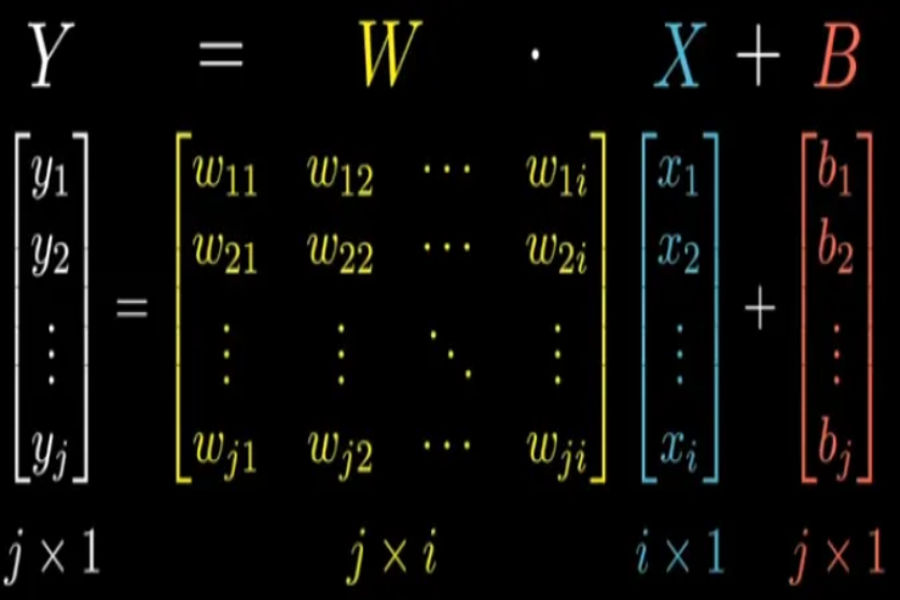 Y = W · X + B
y₁ w₁₁ w₁₂ ⋯ w₁ᵢ x₁ b₁
y₂ w₂₁ w₂₂ ⋯ w₂ᵢ x₂ b₂
= +
⋮ ⋮ ⋮ ⋱ ⋮ ⋮ ⋮
yⱼ wⱼ₁ wⱼ₂ ⋯ wⱼᵢ xᵢ bⱼ
j × 1 j × i i × 1 j × 1